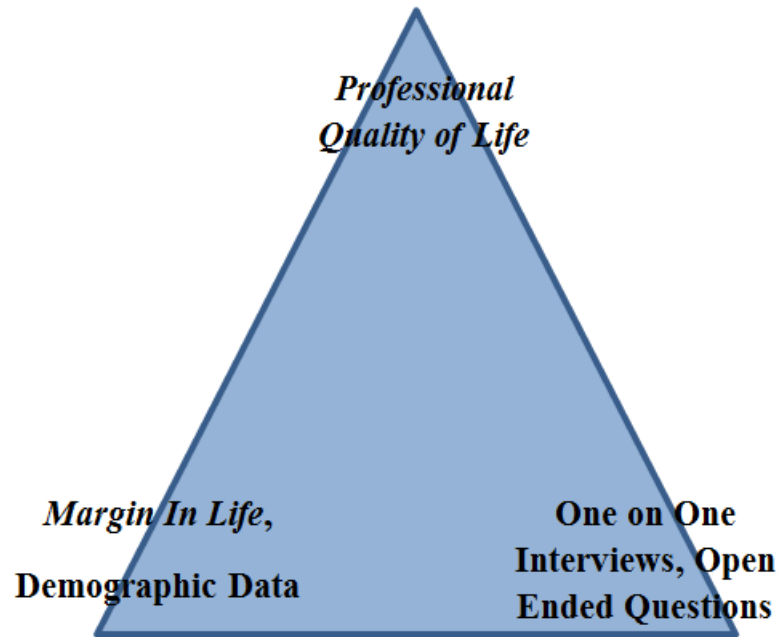 Professional
Quality of Life
Margin In Life,
Demographic Data
One on One
Interviews, Open
Ended Questions